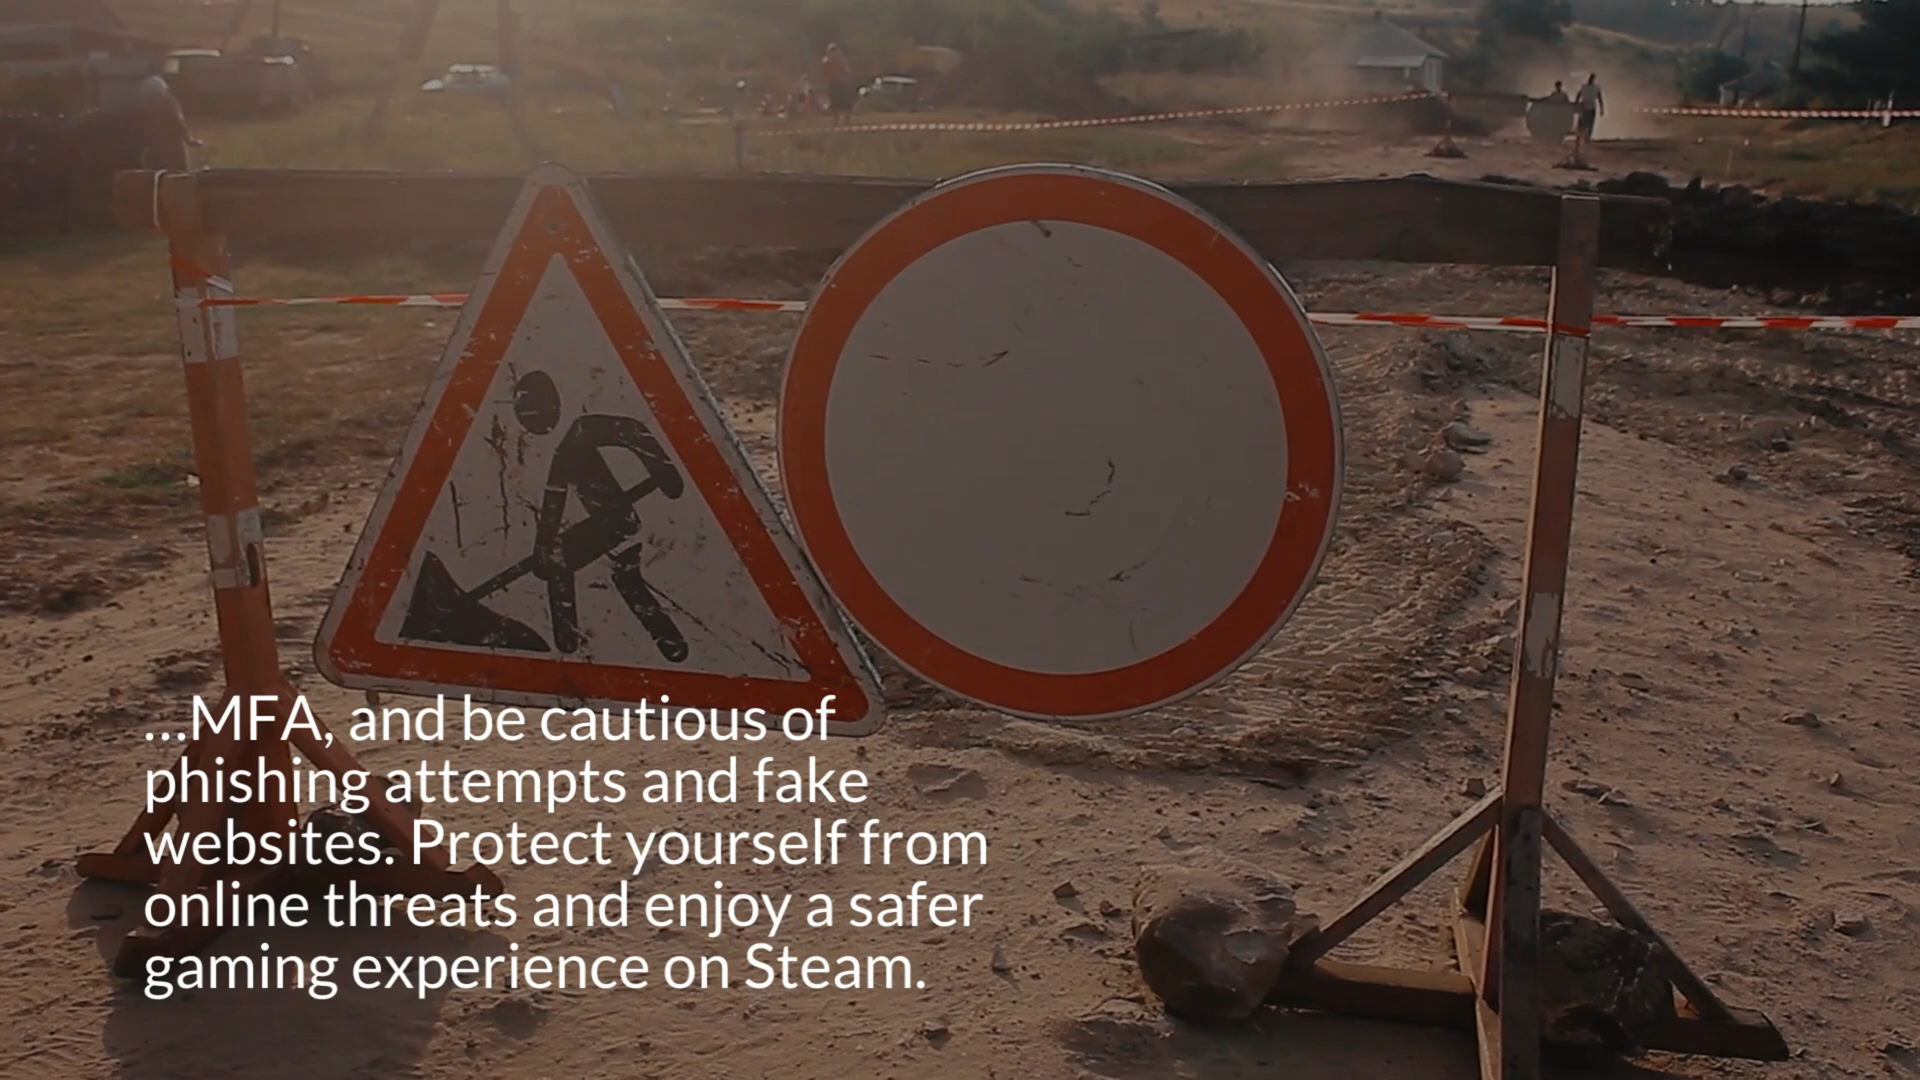 ...MFA, and be cautious of
phishing attempts and fake
websites. Protect yourself from
online threats and enjoy a safer
gaming experience on Steam.